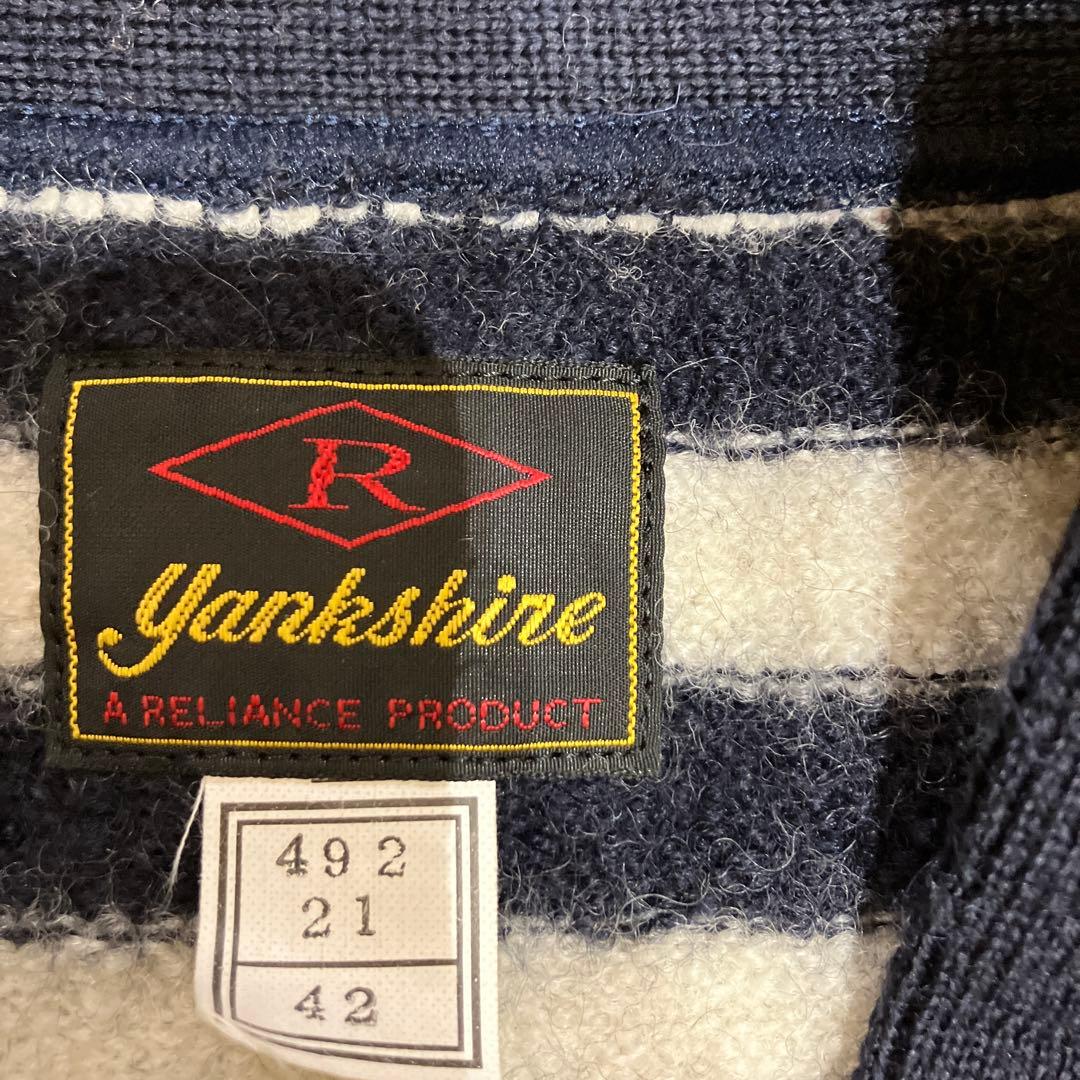 R
Yankshire
A RELIANCE PRODUCT
492
21
42